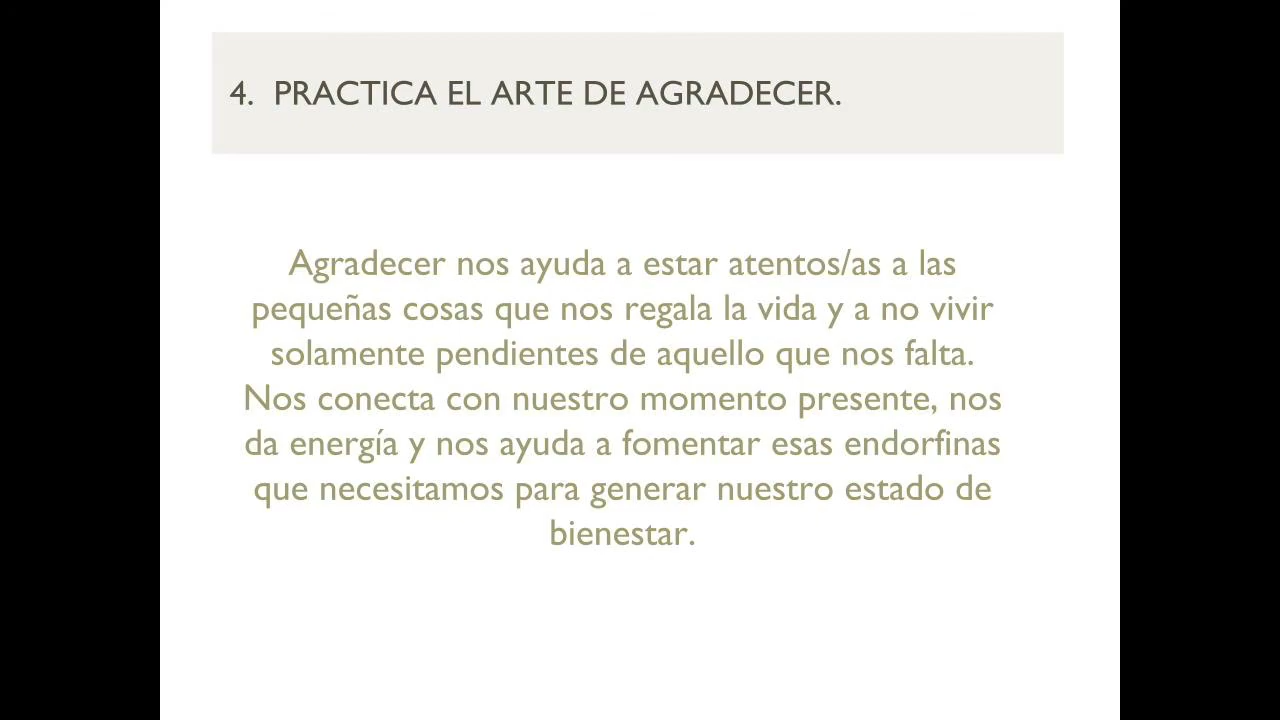 4. PRACTICA EL ARTE DE AGRADECER.
Agradecer nos ayuda a estar atentos/as a las
pequeñas cosas que nos regala la vida y a no vivir
solamente pendientes de aquello que nos falta.
Nos conecta con nuestro momento presente, nos
da energía y nos ayuda a fomentar esas endorfinas
que necesitamos para generar nuestro estado de
bienestar.